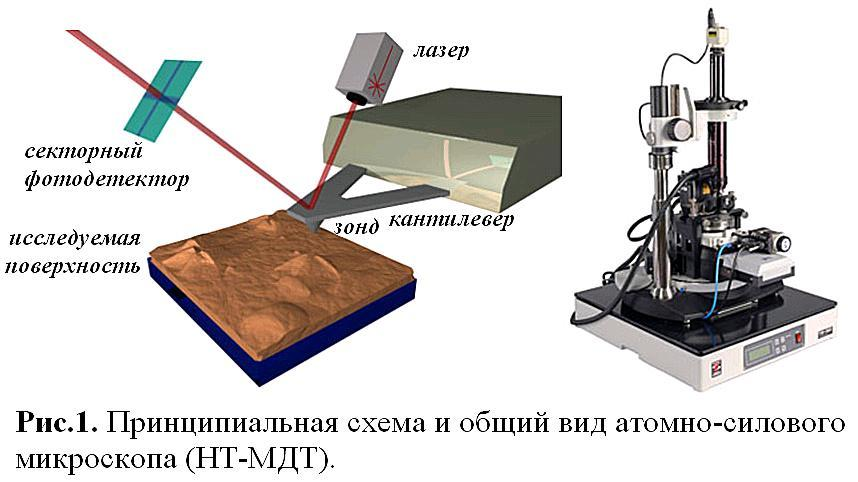 лазер
секторный
фотодетектор
зонд
кантилевер
исследуемая
поверхность
Рис.1. Принципиальная схема и общий вид атомно-силового
микроскопа (НТ-МДТ).